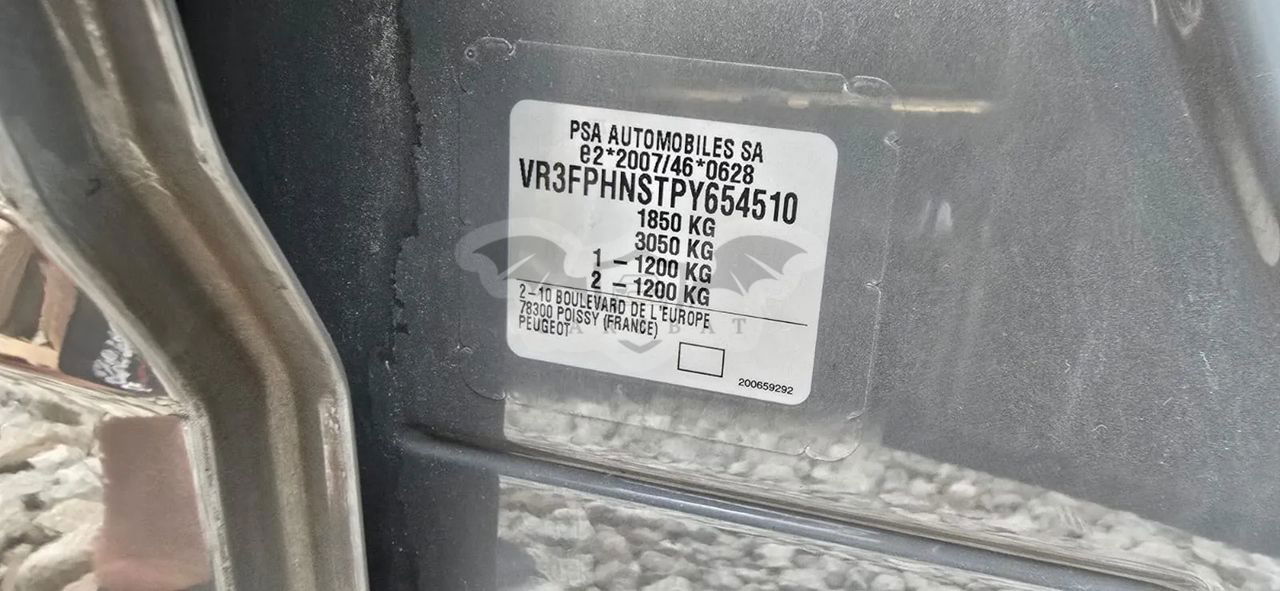 PSA AUTOMOBILES SA
e2*2007/46*0628
VR3FPHNSTPY654510
1850 KG
3050 KG
1 – 1200 KG
2 – 1200 KG
2–10 BOULEVARD DE L'EUROPE
78300 POISSY (FRANCE)
PEUGEOT
200659292